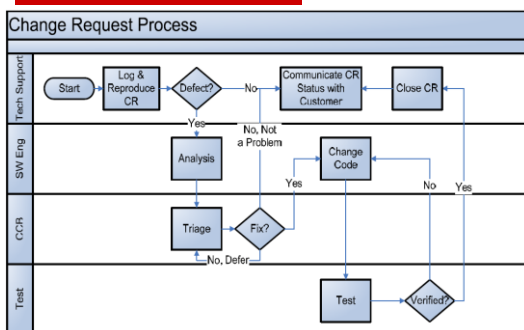 Change Request Process
Tech Support
Start
Log &
Reproduce
CR
Defect?
No
Communicate CR
Status with
Customer
Close CR
Yes
No, Not
a Problem
SW Eng
Analysis
Change
Code
Yes
No
Yes
CCR
Triage
Fix?
No, Defer
Test
Test
Verified?